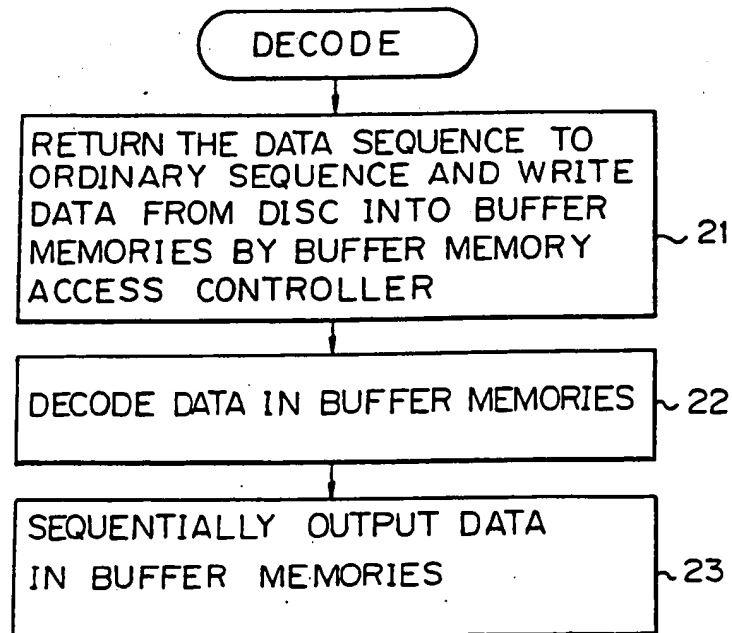 DECODE
RETURN THE DATA SEQUENCE TO
ORDINARY SEQUENCE AND WRITE
DATA FROM DISC INTO BUFFER
MEMORIES BY BUFFER MEMORY
ACCESS CONTROLLER
21
DECODE DATA IN BUFFER MEMORIES
22
SEQUENTIALLY OUTPUT DATA
IN BUFFER MEMORIES
23